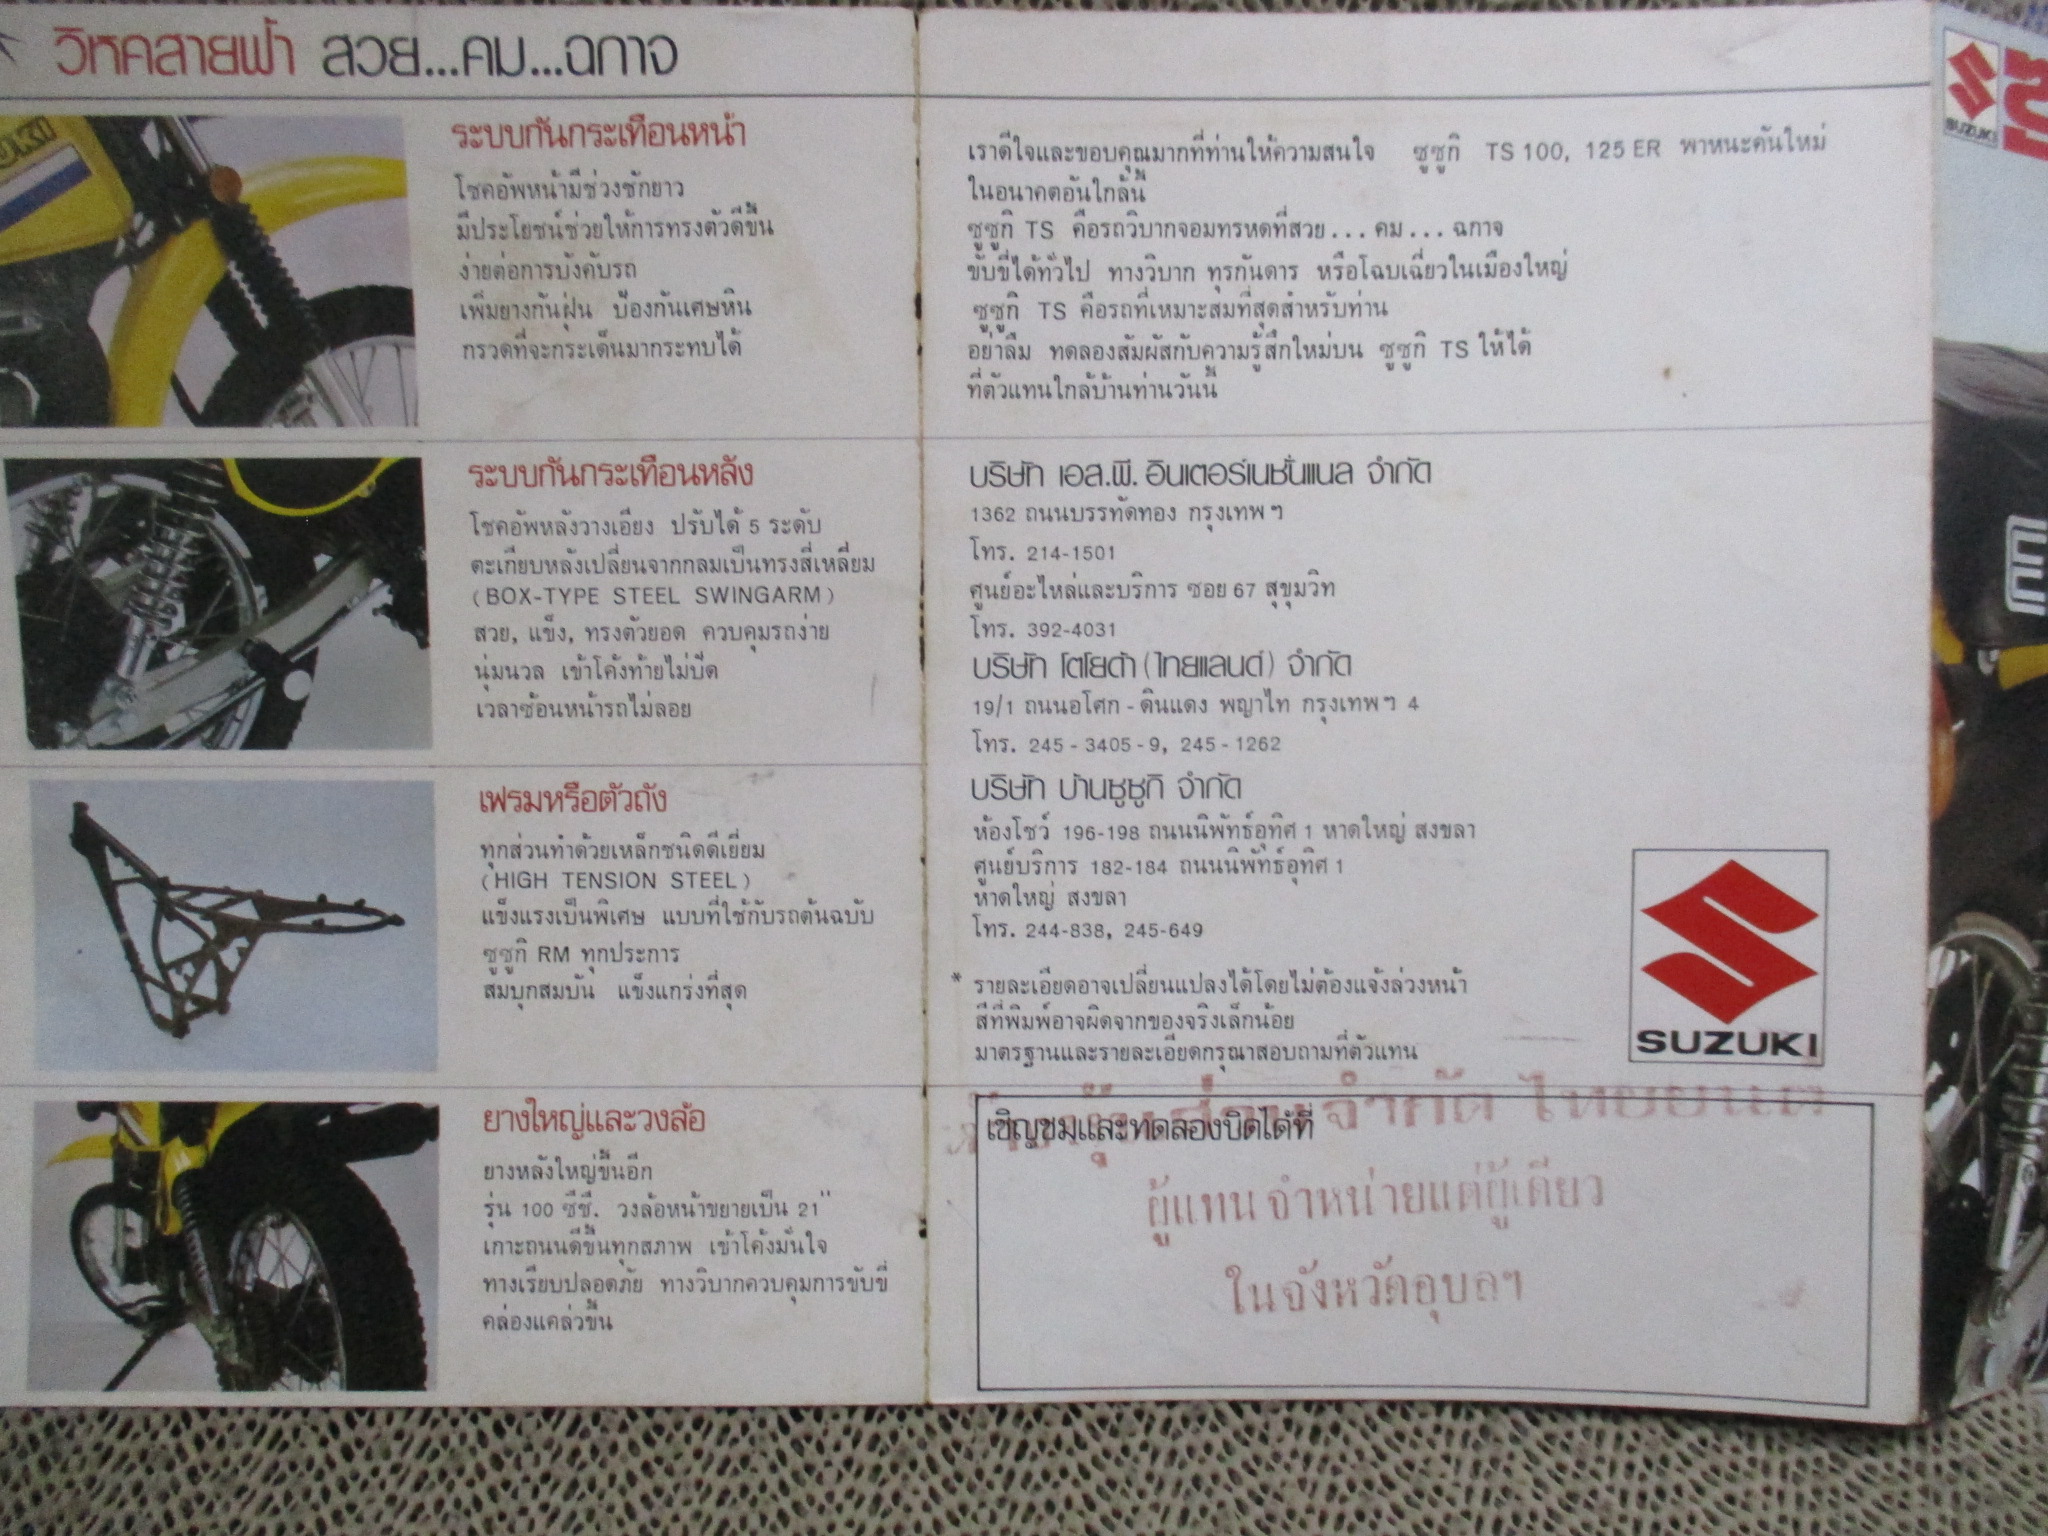 วิหคสายฟ้า สวย...คม...ฉกาจ
ระบบกันกระเทือนหน้า
โชคอัพหน้ามีช่วงชักยาว
มีประโยชน์ช่วยให้การทรงตัวดีขึ้น
ง่ายต่อการบังคับรถ
เพิ่มยางกันฝุ่น ป้องกันเศษหิน
กรวดที่จะกระเด็นมากระทบได้
ระบบกันกระเทือนหลัง
โชคอัพหลังวางเอียง ปรับได้ 5 ระดับ
ตะเกียบหลังเปลี่ยนจากกลมเป็นทรงสี่เหลี่ยม
(BOX-TYPE STEEL SWINGARM)
สวย, แข็ง, ทรงตัวยอด ควบคุมรถง่าย
นุ่มนวล เข้าโค้งท้ายไม่ปัด
เวลาซ้อนหน้ารถไม่ลอย
เฟรมหรือตัวถัง
ทุกส่วนทำด้วยเหล็กชนิดดีเยี่ยม
(HIGH TENSION STEEL)
แข็งแรงเป็นพิเศษ แบบที่ใช้กับรถต้นฉบับ
ซูซูกิ RM ทุกประการ
สมบุกสมบัน แข็งแกร่งที่สุด
ยางใหญ่และวงล้อ
ยางหลังใหญ่ขึ้นอีก
รุ่น 100 ซีซี. วงล้อหน้าขยายเป็น 21"
เกาะถนนดีขึ้นทุกสภาพ เข้าโค้งมั่นใจ
ทางเรียบปลอดภัย ทางวิบากควบคุมการขับขี่
คล่องแคล่วขึ้น
เราดีใจและขอบคุณมากที่ท่านให้ความสนใจ ซูซูกิ TS 100, 125 ER พาหนะคันใหม่
ในอนาคตอันใกล้นี้
ซูซูกิ TS คือรถวิบากจอมทรหดที่สวย...คม...ฉกาจ
ขับขี่ได้ทั่วไป ทางวิบาก ทุรกันดาร หรือโฉบเฉี่ยวในเมืองใหญ่
ซูซูกิ TS คือรถที่เหมาะสมที่สุดสำหรับท่าน
อย่าลืม ทดลองสัมผัสกับความรู้สึกใหม่บน ซูซูกิ TS ให้ได้
ที่ตัวแทนใกล้บ้านท่านวันนี้
บริษัท เอส.พี. อินเตอร์เนชั่นแนล จำกัด
1362 ถนนบรรทัดทอง กรุงเทพฯ
โทร. 214-1501
ศูนย์อะไหล่และบริการ ซอย 67 สุขุมวิท
โทร. 392-4031
บริษัท โตโยด้า (ไทยแลนด์) จำกัด
19/1 ถนนอโศก - ดินแดง พญาไท กรุงเทพฯ 4
โทร. 245 - 3405 - 9, 245 - 1262
บริษัท บ้านซูซูกิ จำกัด
ห้องโชว์ 196-198 ถนนนิพัทธ์อุทิศ 1 หาดใหญ่ สงขลา
ศูนย์บริการ 182-184 ถนนนิพัทธ์อุทิศ 1
หาดใหญ่ สงขลา
โทร. 244-838, 245-649
* รายละเอียดอาจเปลี่ยนแปลงได้โดยไม่ต้องแจ้งล่วงหน้า
สีที่พิมพ์อาจผิดจากของจริงเล็กน้อย
มาตรฐานและรายละเอียดกรุณาสอบถามที่ตัวแทน
SUZUKI
เชิญชมและทดลองบิดได้ที่
จำกัด ไทยยนต์
ผู้แทน จำหน่ายแต่ผู้เดียว
ในจังหวัดอุบลฯ
SUZUKI